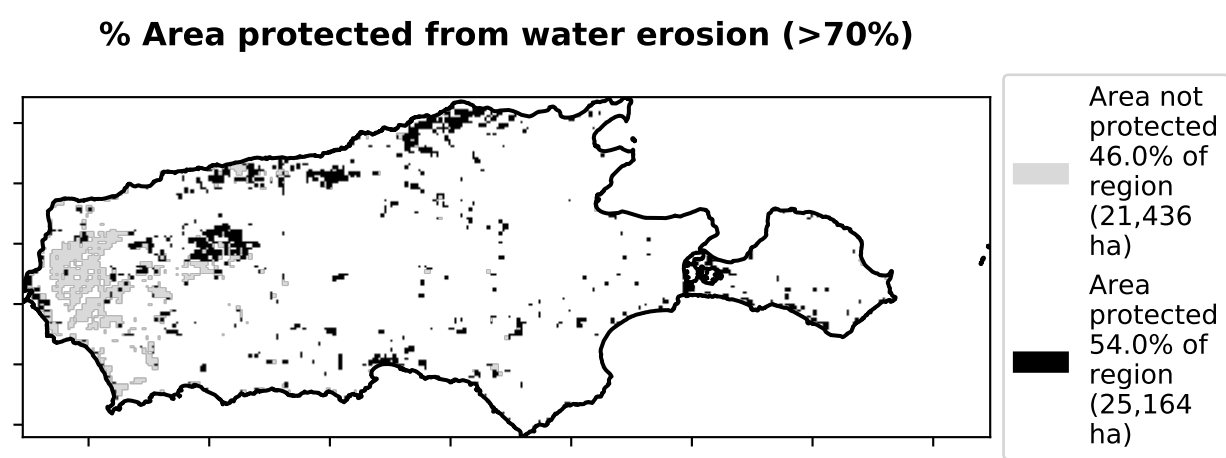 % Area protected from water erosion (>70%)
Area not
protected
46.0% of
region
(21,436
ha)
Area
protected
54.0% of
region
(25,164
ha)